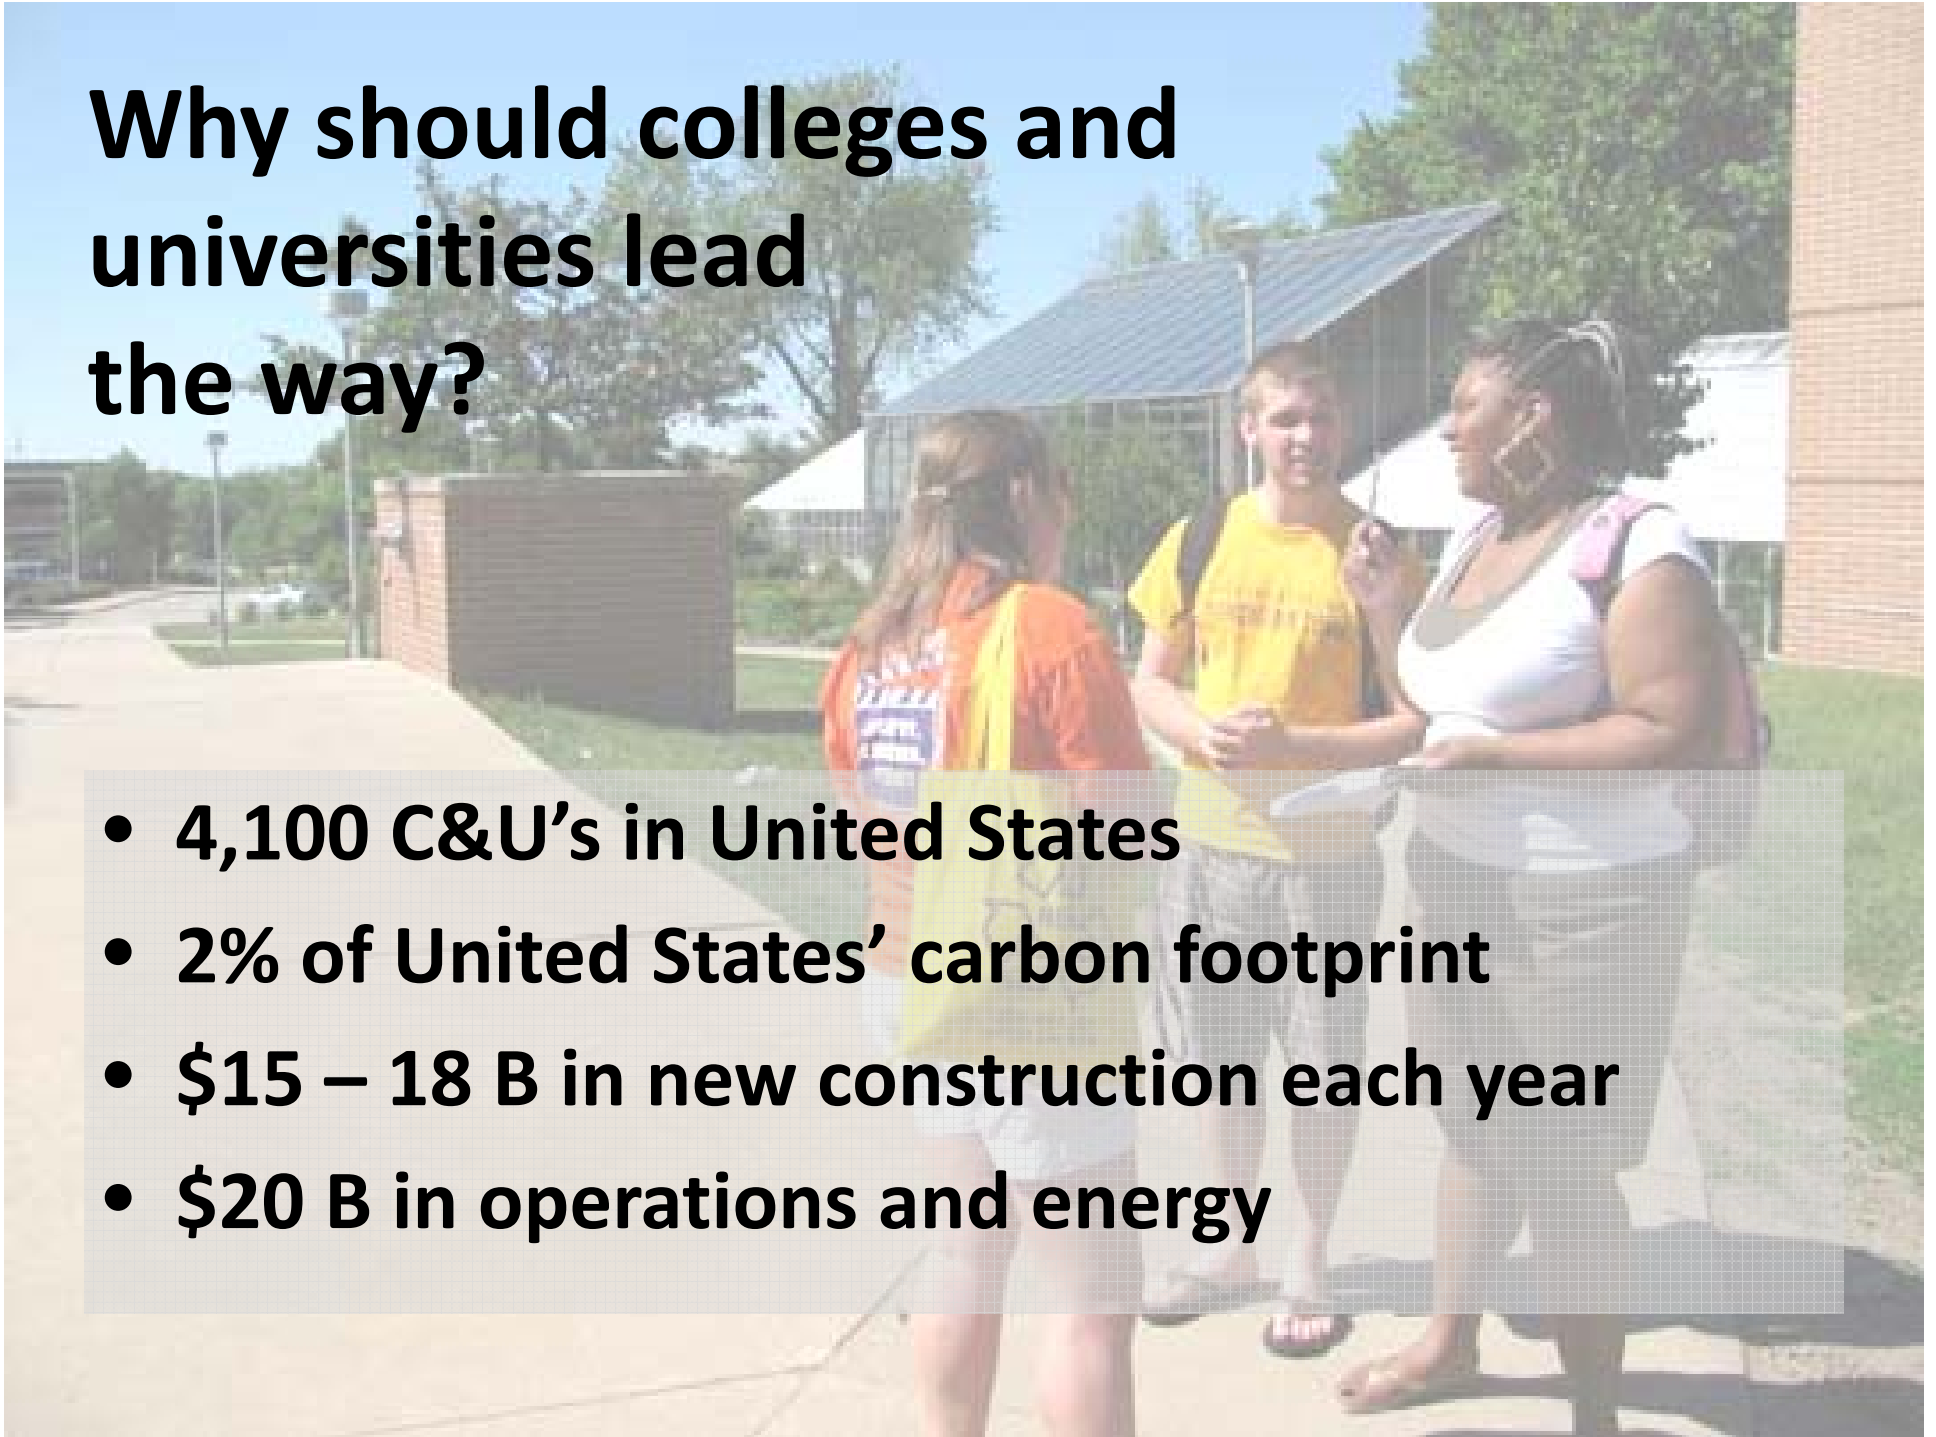 Why should colleges and
universities lead
the way?
• 4,100 C&U’s in United States
• 2% of United States’ carbon footprint
• $15 – 18 B in new construction each year
• $20 B in operations and energy